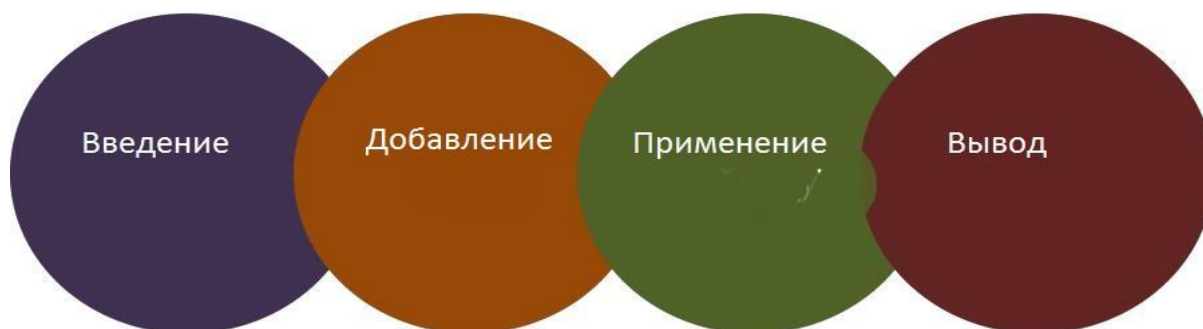 Введение
Добавление
Применение
Вывод